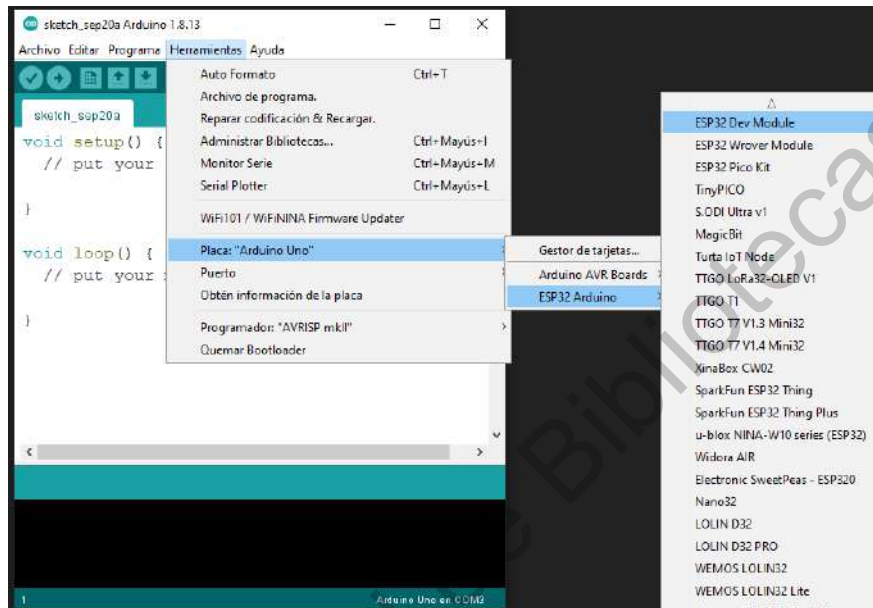 sketch_sep20a Arduino 1.8.13
Archivo Editar Programa Herramientas Ayuda
sketch_sep20a
void setup() {
// put your
}
void loop() {
// put your
}
Auto Formato Ctrl+T
Archivo de programa.
Reparar codificación & Recargar.
Administrar Bibliotecas... Ctrl+Mayús+I
Monitor Serie Ctrl+Mayús+M
Serial Plotter Ctrl+Mayús+L
WiFi101 / WiFiNINA Firmware Updater
Placa: "Arduino Uno"
Puerto
Obtén información de la placa
Programador: "AVRISP mkII"
Quemar Bootloader
Gestor de tarjetas...
Arduino AVR Boards
ESP32 Arduino
ESP32 Dev Module
ESP32 Wrover Module
ESP32 Pico Kit
TinyPICO
S.ODI Ultra v1
MagicBit
Turta IoT Node
TTGO LoRa32-OLED V1
TTGO T1
TTGO T7 V1.3 Mini32
TTGO T7 V1.4 Mini32
XinaBox CW02
SparkFun ESP32 Thing
SparkFun ESP32 Thing Plus
u-blox NINA-W10 series (ESP32)
Widora AIR
Electronic SweetPeas - ESP320
Nano32
LOLIN D32
LOLIN D32 PRO
WEMOS LOLIN32
WEMOS LOLIN32 Lite
1 Arduino Uno en COM3
e Bibliotecas